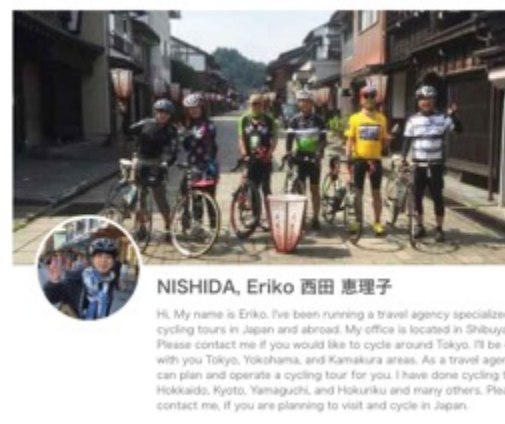 NISHIDA, Eriko 西田 恵理子
Hi, My name is Eriko. I've been running a travel agency specialize
cycling tours in Japan and abroad. My office is located in Shibuya
Please contact me if you would like to cycle around Tokyo. I'll be
with you Tokyo, Yokohama, and Kamakura areas. As a travel agen
can plan and operate a cycling tour for you. I have done cycling t
Hokkaido, Kyoto, Yamaguchi, and Hokuriku and many others. Plea
contact me, if you are planning to visit and cycle in Japan.